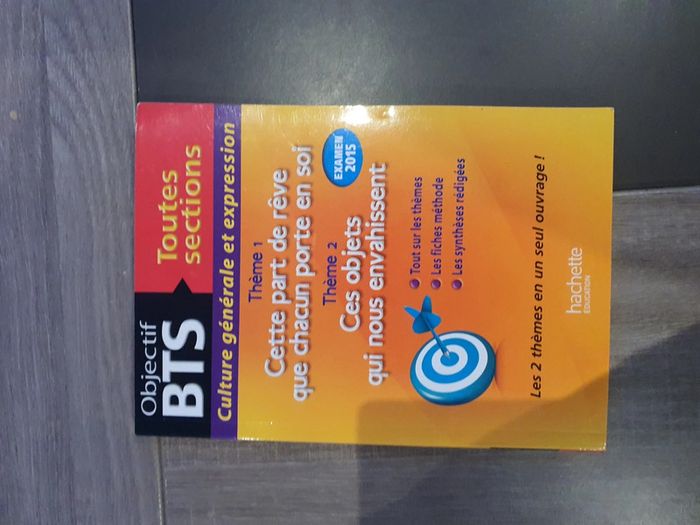 Objectif
BTS
Toutes
sections
Culture générale et expression
Thème 1
Cette part de rêve
que chacun porte en soi
Thème 2
Ces objets
qui nous envahissent
EXAMEN
2015
Tout sur les thèmes
Les fiches méthode
Les synthèses rédigées
Les 2 thèmes en un seul ouvrage !
hachette
ÉDUCATION